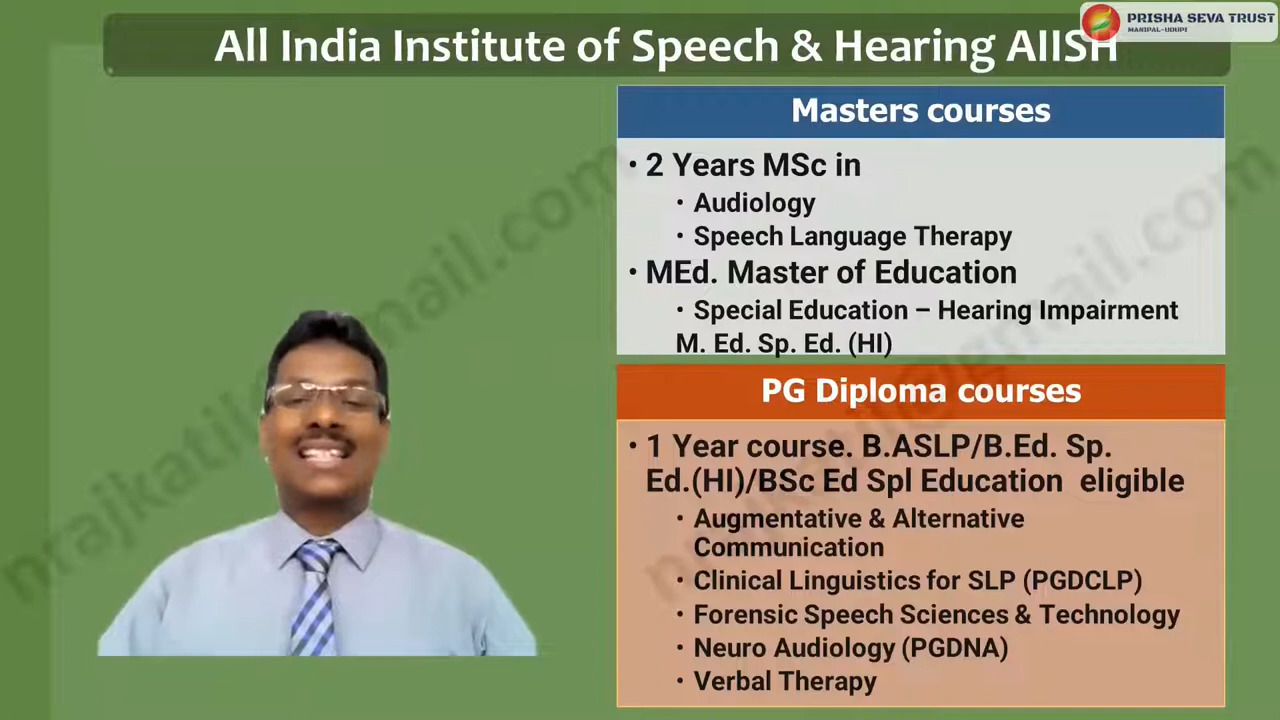 All India Institute of Speech & Hearing AIISH
PRISHA SEVA TRUST
MANIPAL-UDUPI
Masters courses
• 2 Years MSc in
• Audiology
• Speech Language Therapy
• MEd. Master of Education
• Special Education – Hearing Impairment
M. Ed. Sp. Ed. (HI)
PG Diploma courses
• 1 Year course. B.ASLP/B.Ed. Sp.
Ed.(HI)/BSc Ed Spl Education eligible
• Augmentative & Alternative
Communication
• Clinical Linguistics for SLP (PGDCLP)
• Forensic Speech Sciences & Technology
• Neuro Audiology (PGDNA)
• Verbal Therapy